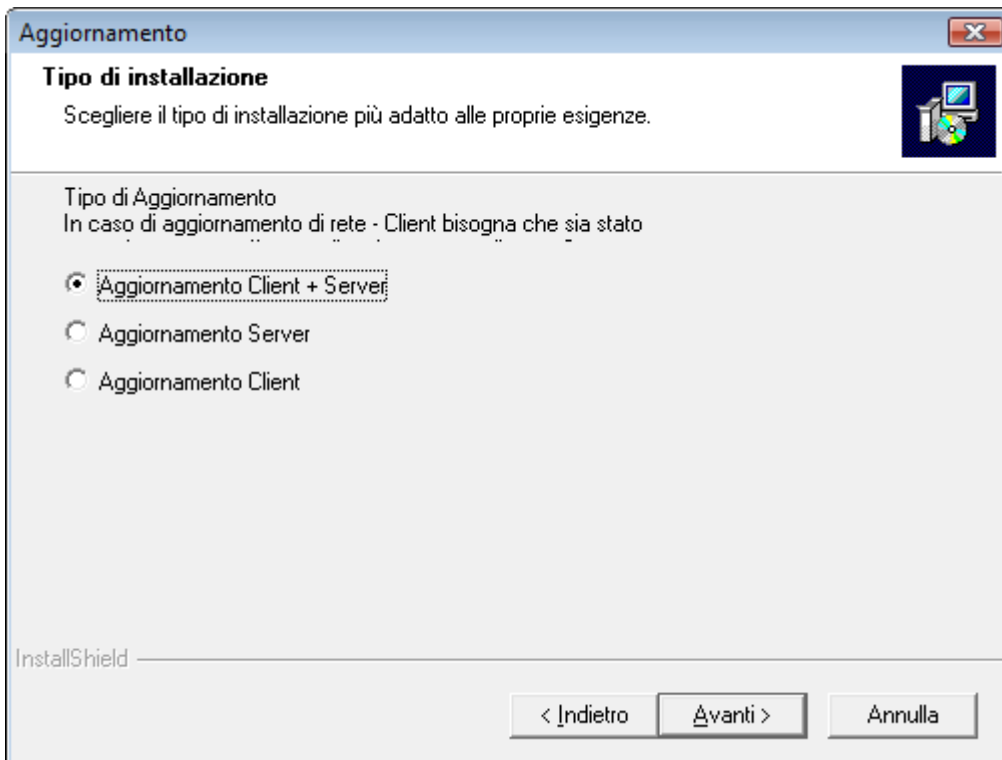 Aggiornamento
Tipo di installazione
Scegliere il tipo di installazione più adatto alle proprie esigenze.
Tipo di Aggiornamento
In caso di aggiornamento di rete - Client bisogna che sia stato
Aggiornamento Client + Server
Aggiornamento Server
Aggiornamento Client
InstallShield
< Indietro
Avanti >
Annulla